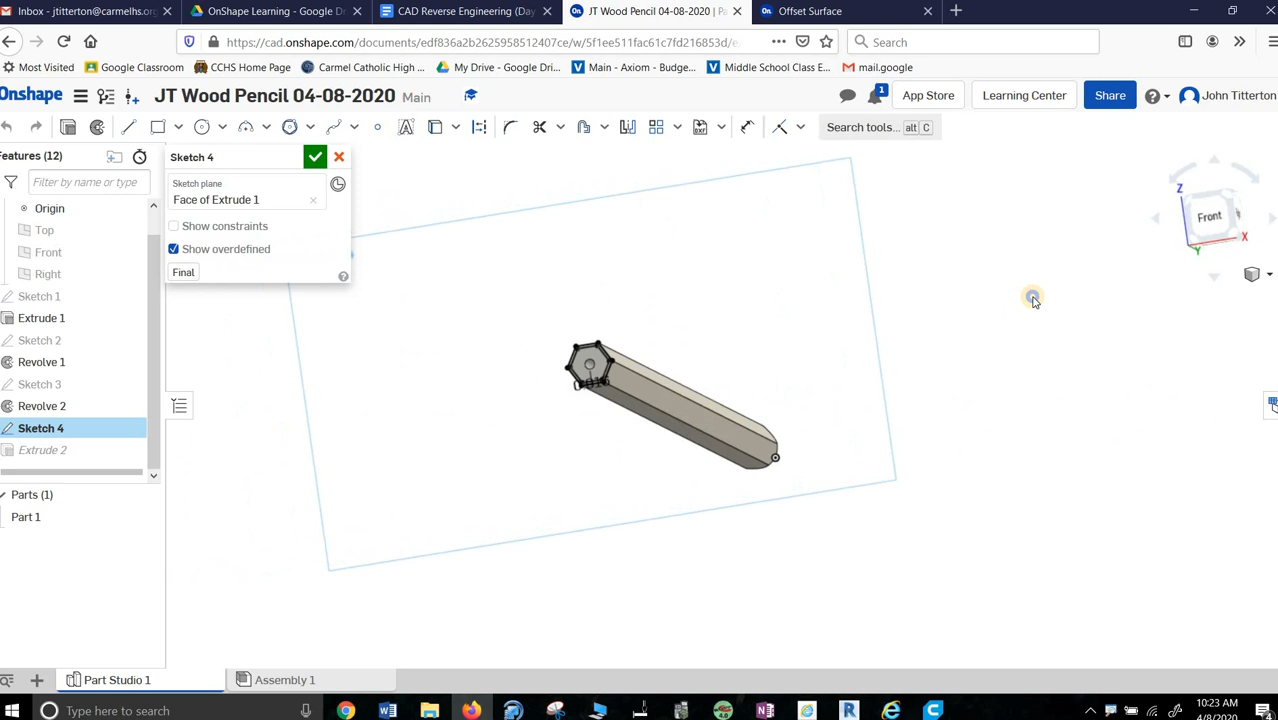 Inbox - jtitterton@carmelhs.org
OnShape Learning - Google Dr
CAD Reverse Engineering (Day
JT Wood Pencil 04-08-2020 | Pa
Offset Surface
https://cad.onshape.com/documents/edf836a2b2625958512407ce/w/5f1ee511fac61c7fd216853d/e
Search
Most Visited
Google Classroom
CCHS Home Page
Carmel Catholic High ...
My Drive - Google Dri...
Main - Axiom - Budge...
Middle School Class E...
mail.google
Onshape
JT Wood Pencil 04-08-2020 Main
1
App Store
Learning Center
Share
John Titterton
Search tools... alt C
Features (12)
Filter by name or type
Origin
Top
Front
Right
Sketch 1
Extrude 1
Sketch 2
Revolve 1
Sketch 3
Revolve 2
Sketch 4
Extrude 2
Parts (1)
Part 1
Sketch 4
Sketch plane
Face of Extrude 1
Show constraints
Show overdefined
Final
Z
Front
X
Y
Part Studio 1
Assembly 1
Type here to search
10:23 AM
4/8/2020